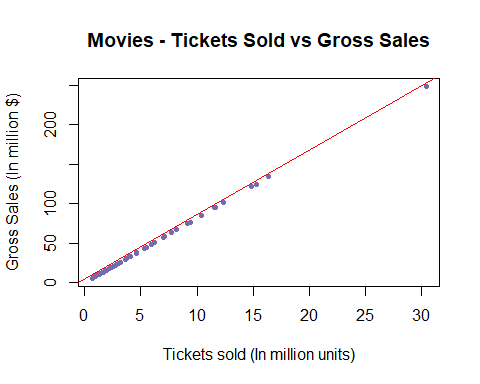 Movies - Tickets Sold vs Gross Sales
Gross Sales (In million $)
200
100
50
0
0 5 10 15 20 25 30
Tickets sold (In million units)